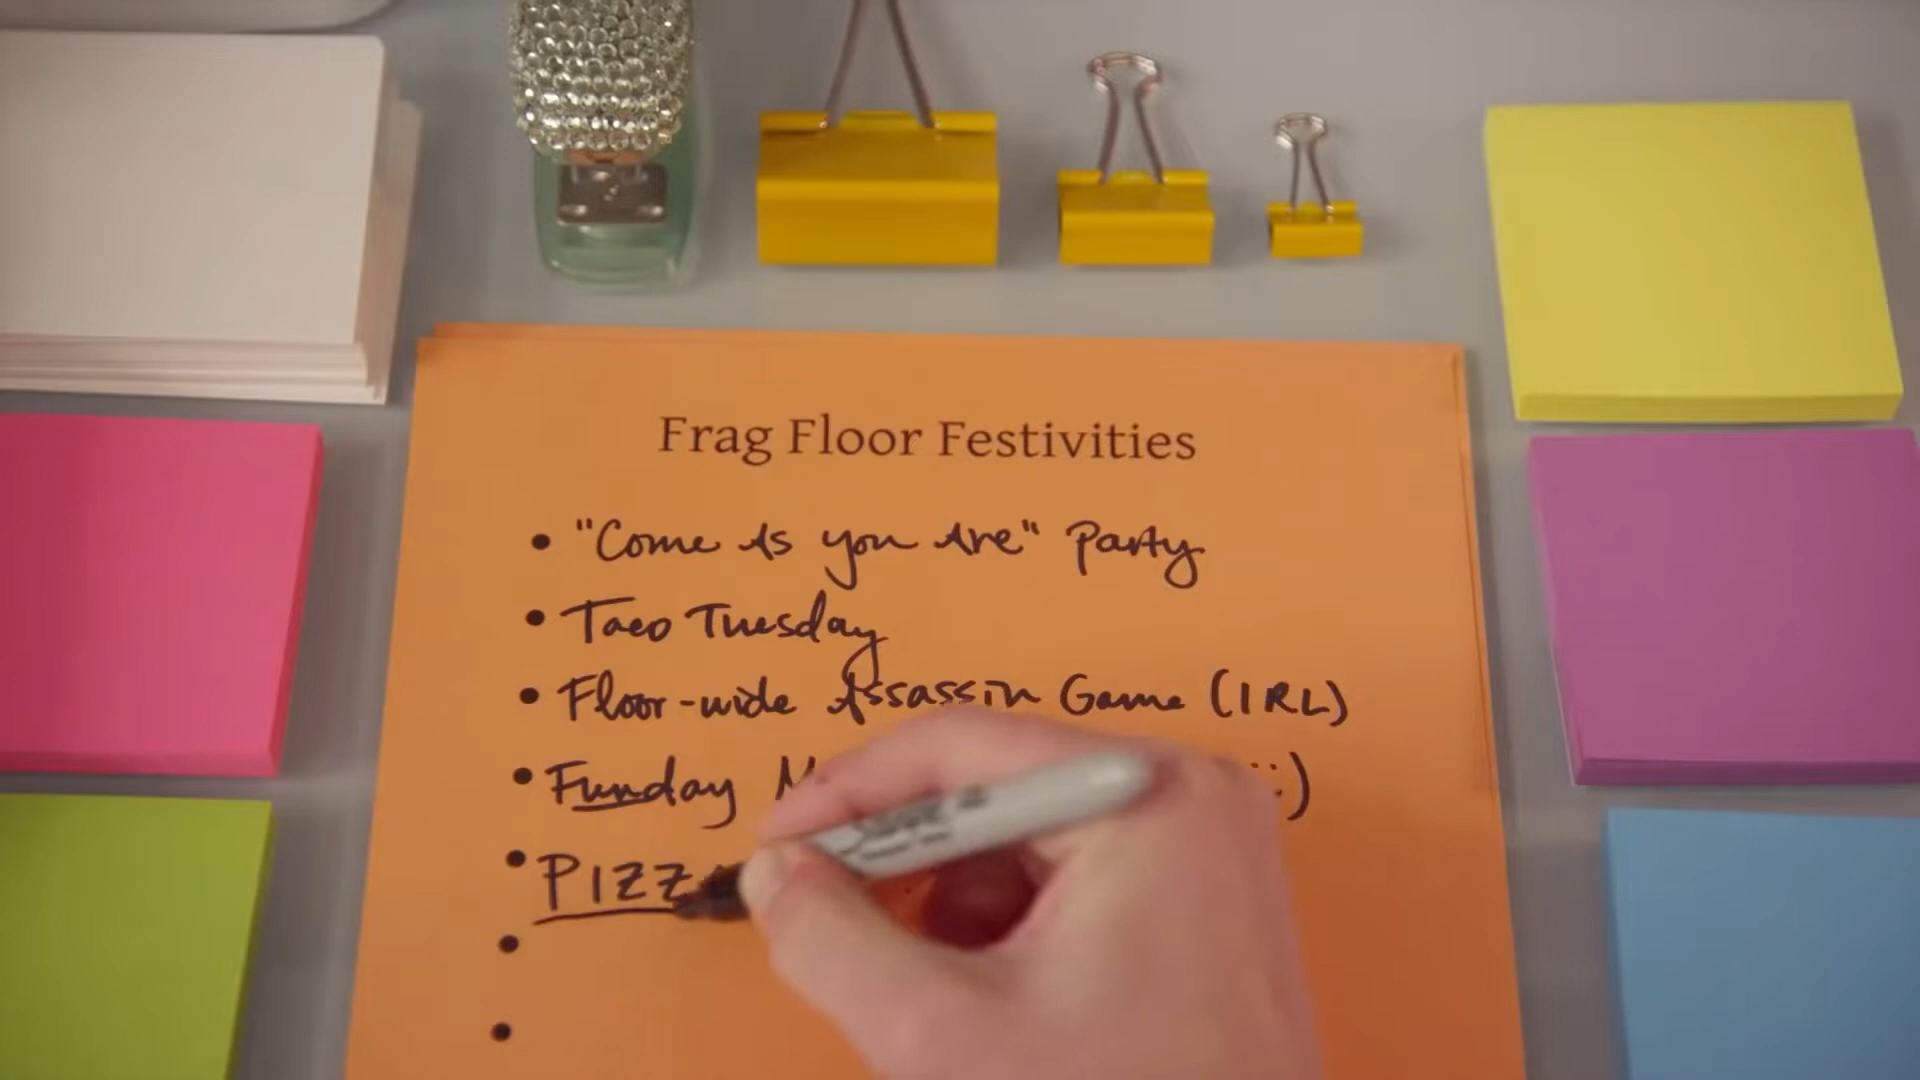 Frag Floor Festivities
• "Come As You Are" Party
• Taco Tuesday
• Floor-wide Assassin Game (IRL)
• Funday
• PIZZ
•
•